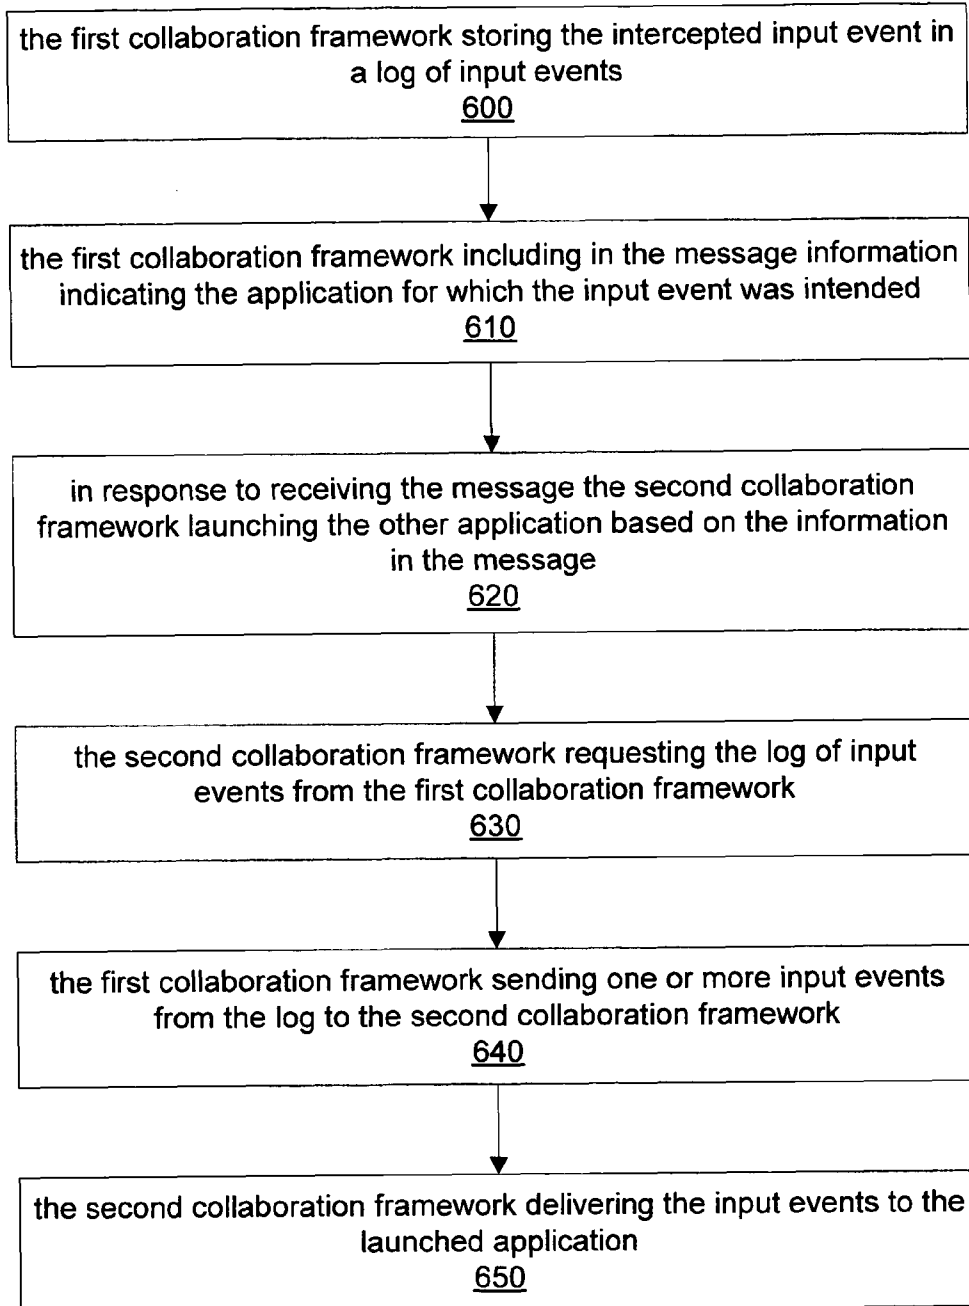 the first collaboration framework storing the intercepted input event in
a log of input events
600
the first collaboration framework including in the message information
indicating the application for which the input event was intended
610
in response to receiving the message the second collaboration
framework launching the other application based on the information
in the message
620
the second collaboration framework requesting the log of input
events from the first collaboration framework
630
the first collaboration framework sending one or more input events
from the log to the second collaboration framework
640
the second collaboration framework delivering the input events to the
launched application
650